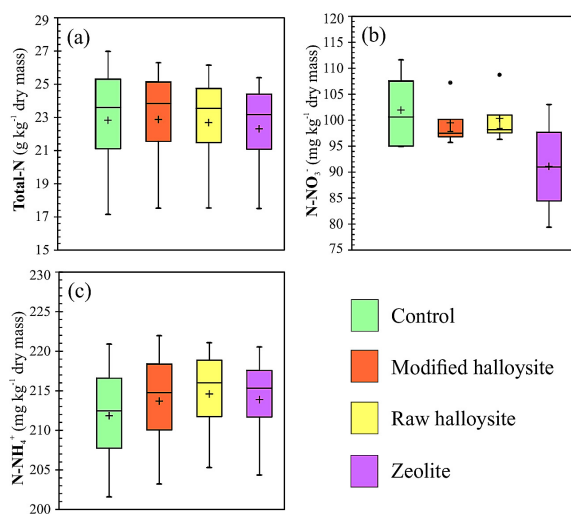 (a)
Total-N (g kg⁻¹ dry mass)
29
27
25
23
21
19
17
15
(b)
N-NO₃⁻ (mg kg⁻¹ dry mass)
120
115
110
105
100
95
90
85
80
75
(c)
N-NH₄⁺ (mg kg⁻¹ dry mass)
230
225
220
215
210
205
200
Control
Modified halloysite
Raw halloysite
Zeolite